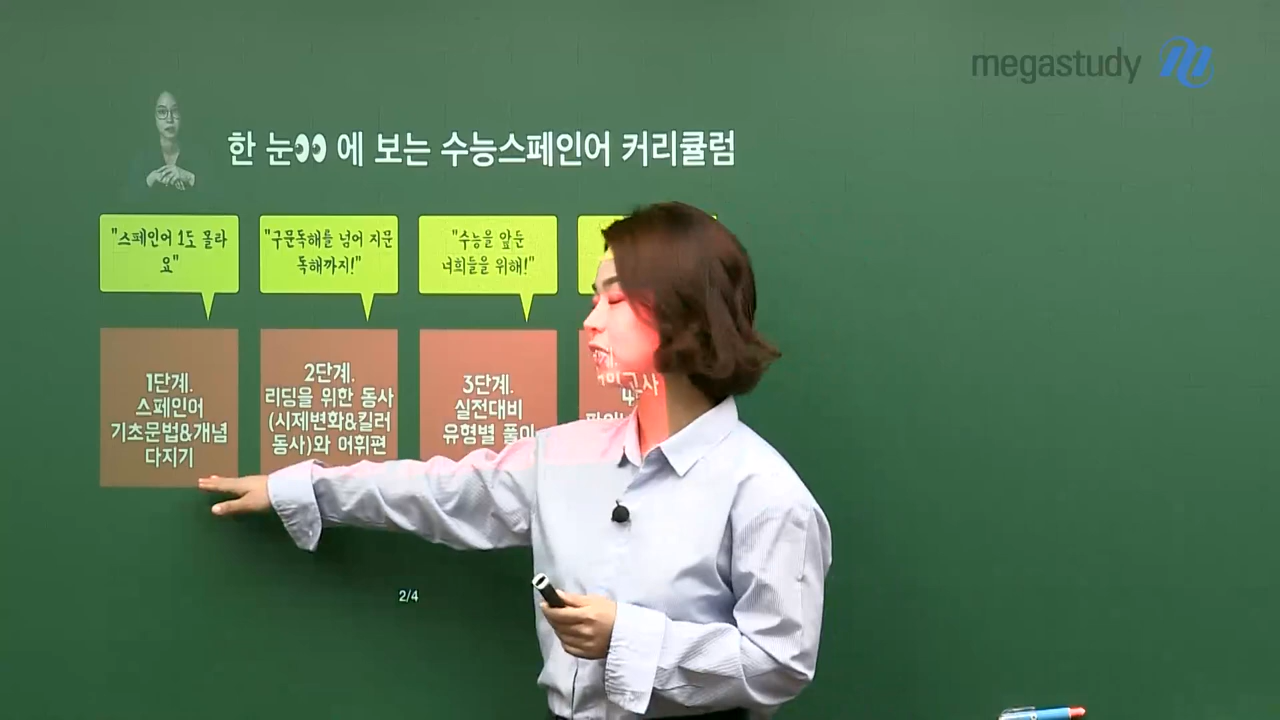 megastudy
한 눈👀 에 보는 수능스페인어 커리큘럼
"스페인어 1도 몰라
요"
"구문독해를 넘어 지문
독해까지!"
"수능을 앞둔
너희들을 위해!"
1단계.
스페인어
기초문법&개념
다지기
2단계.
리딩을 위한 동사
(시제변화&킬러
동사)와 어휘편
3단계.
실전대비
유형별 풀이
2/4